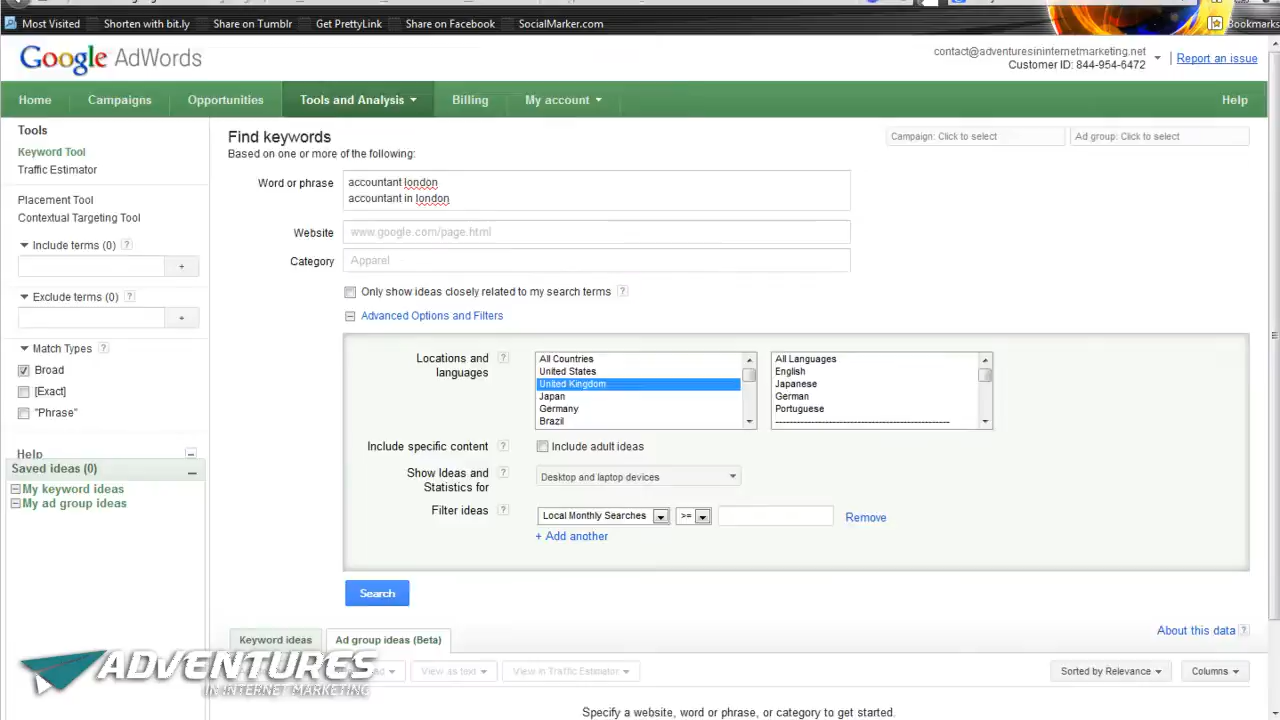 Most Visited Shorten with bit.ly Share on Tumblr Get PrettyLink Share on Facebook SocialMarker.com Bookmarks
Google AdWords
contact@adventuresininternetmarketing.net
Customer ID: 844-954-6472
Report an issue
Home Campaigns Opportunities Tools and Analysis Billing My account Help
Tools
Keyword Tool
Traffic Estimator
Placement Tool
Contextual Targeting Tool
Include terms (0) ?
+
Exclude terms (0) ?
+
Match Types ?
Broad
[Exact]
"Phrase"
Help
Saved ideas (0)
My keyword ideas
My ad group ideas
Find keywords
Based on one or more of the following:
Campaign: Click to select Ad group: Click to select
Word or phrase
accountant london
accountant in london
Website www.google.com/page.html
Category Apparel
Only show ideas closely related to my search terms ?
Advanced Options and Filters
Locations and languages ?
All Countries
United States
United Kingdom
Japan
Germany
Brazil
All Languages
English
Japanese
German
Portuguese
Include specific content ? Include adult ideas
Show Ideas and Statistics for ? Desktop and laptop devices
Filter ideas ? Local Monthly Searches >= Remove
+ Add another
Search
About this data ?
Keyword ideas Ad group ideas (Beta)
View as text View in Traffic Estimator Sorted by Relevance Columns
Specify a website, word or phrase, or category to get started.
ADVENTURES
IN INTERNET MARKETING